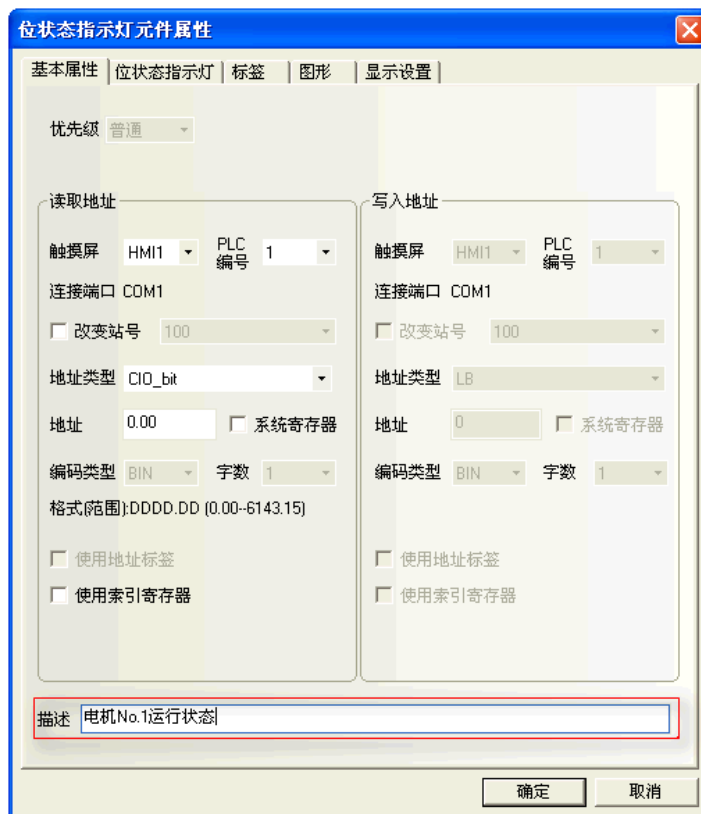 位状态指示灯元件属性
基本属性 位状态指示灯 标签 图形 显示设置
优先级 普通
读取地址
触摸屏 HMI1 PLC编号 1
连接端口 COM1
改变站号 100
地址类型 CIO_bit
地址 0.00 系统寄存器
编码类型 BIN 字数 1
格式(范围):DDDD.DD (0.00--6143.15)
使用地址标签
使用索引寄存器
写入地址
触摸屏 HMI1 PLC编号 1
连接端口 COM1
改变站号 100
地址类型 LB
地址 0 系统寄存器
编码类型 BIN 字数 1
使用地址标签
使用索引寄存器
描述 电机No.1运行状态
确定 取消